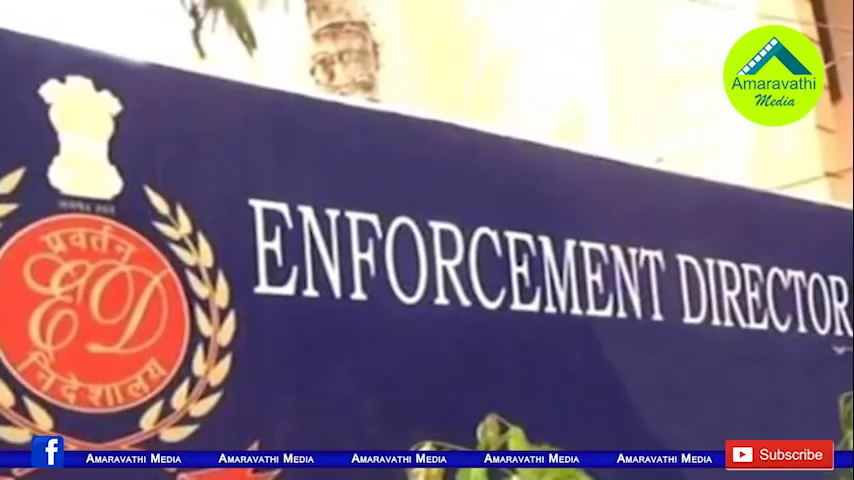 Amaravathi
Media
प्रवर्तन
ED
निदेशालय
ENFORCEMENT DIRECTOR
f
AMARAVATHI MEDIA AMARAVATHI MEDIA AMARAVATHI MEDIA AMARAVATHI MEDIA AMARAVATHI MEDIA
Subscribe